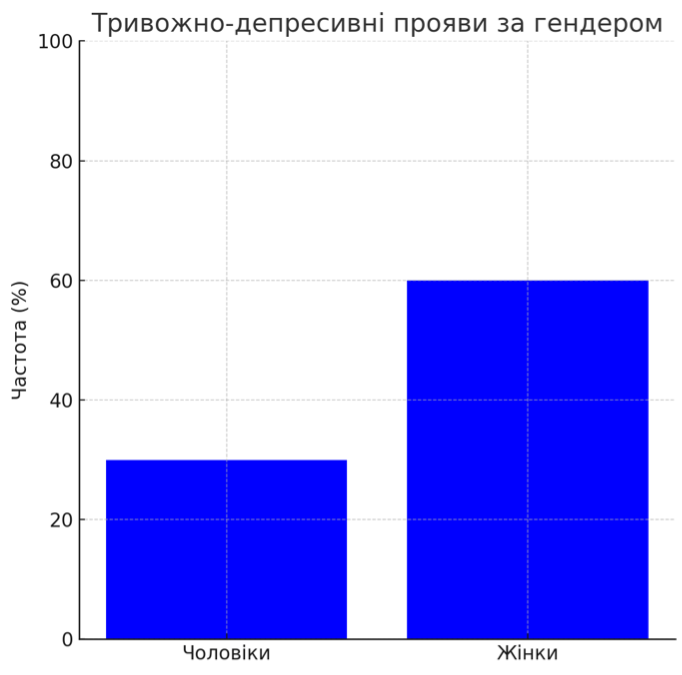 Тривожно-депресивні прояви за гендером
100
80
60
40
20
0
Частота (%)
Чоловіки
Жінки